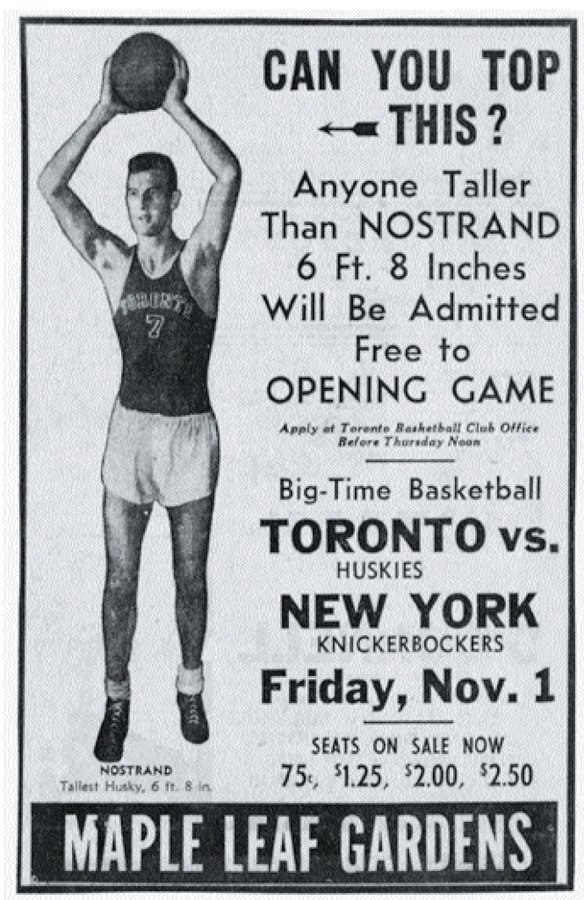 CAN YOU TOP
THIS?
Anyone Taller
Than NOSTRAND
6 Ft. 8 Inches
Will Be Admitted
Free to
OPENING GAME
Apply at Toronto Basketball Club Office
Before Thursday Noon
Big-Time Basketball
TORONTO vs.
HUSKIES
NEW YORK
KNICKERBOCKERS
Friday, Nov. 1
SEATS ON SALE NOW
75¢, $1.25, $2.00, $2.50
TORONTO
7
NOSTRAND
Tallest Husky, 6 ft. 8 in.
MAPLE LEAF GARDENS